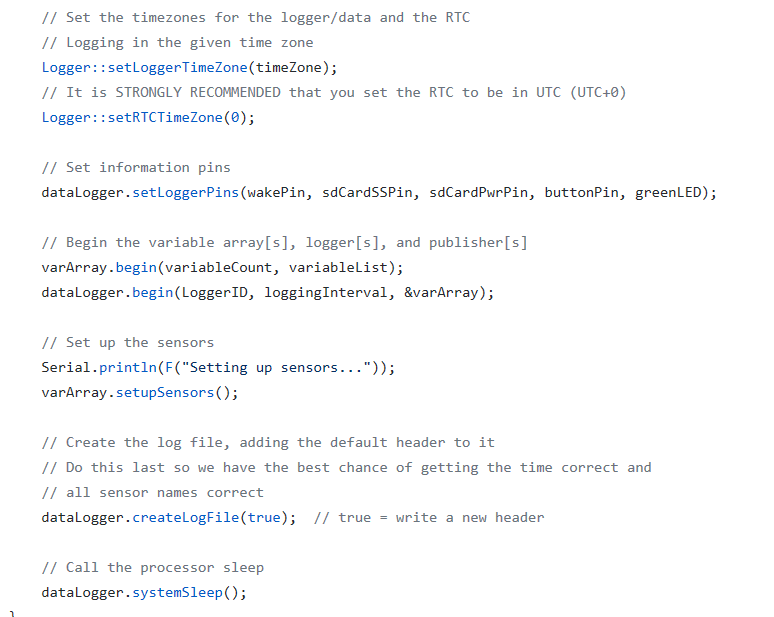 // Set the timezones for the logger/data and the RTC
// Logging in the given time zone
Logger::setLoggerTimeZone(timeZone);
// It is STRONGLY RECOMMENDED that you set the RTC to be in UTC (UTC+0)
Logger::setRTCTimeZone(0);
// Set information pins
dataLogger.setLoggerPins(wakePin, sdCardSSPin, sdCardPwrPin, buttonPin, greenLED);
// Begin the variable array[s], logger[s], and publisher[s]
varArray.begin(variableCount, variableList);
dataLogger.begin(LoggerID, loggingInterval, &varArray);
// Set up the sensors
Serial.println(F("Setting up sensors..."));
varArray.setupSensors();
// Create the log file, adding the default header to it
// Do this last so we have the best chance of getting the time correct and
// all sensor names correct
dataLogger.createLogFile(true);  // true = write a new header
// Call the processor sleep
dataLogger.systemSleep();
}